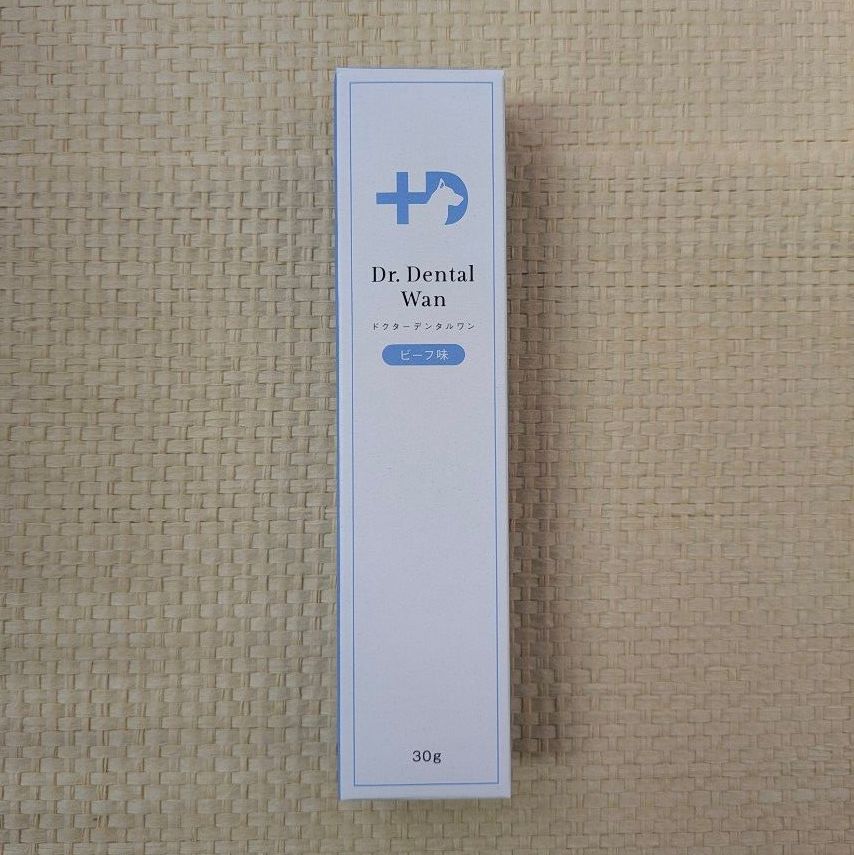 Dr. Dental
Wan
ドクターデンタルワン
ビーフ味
30g